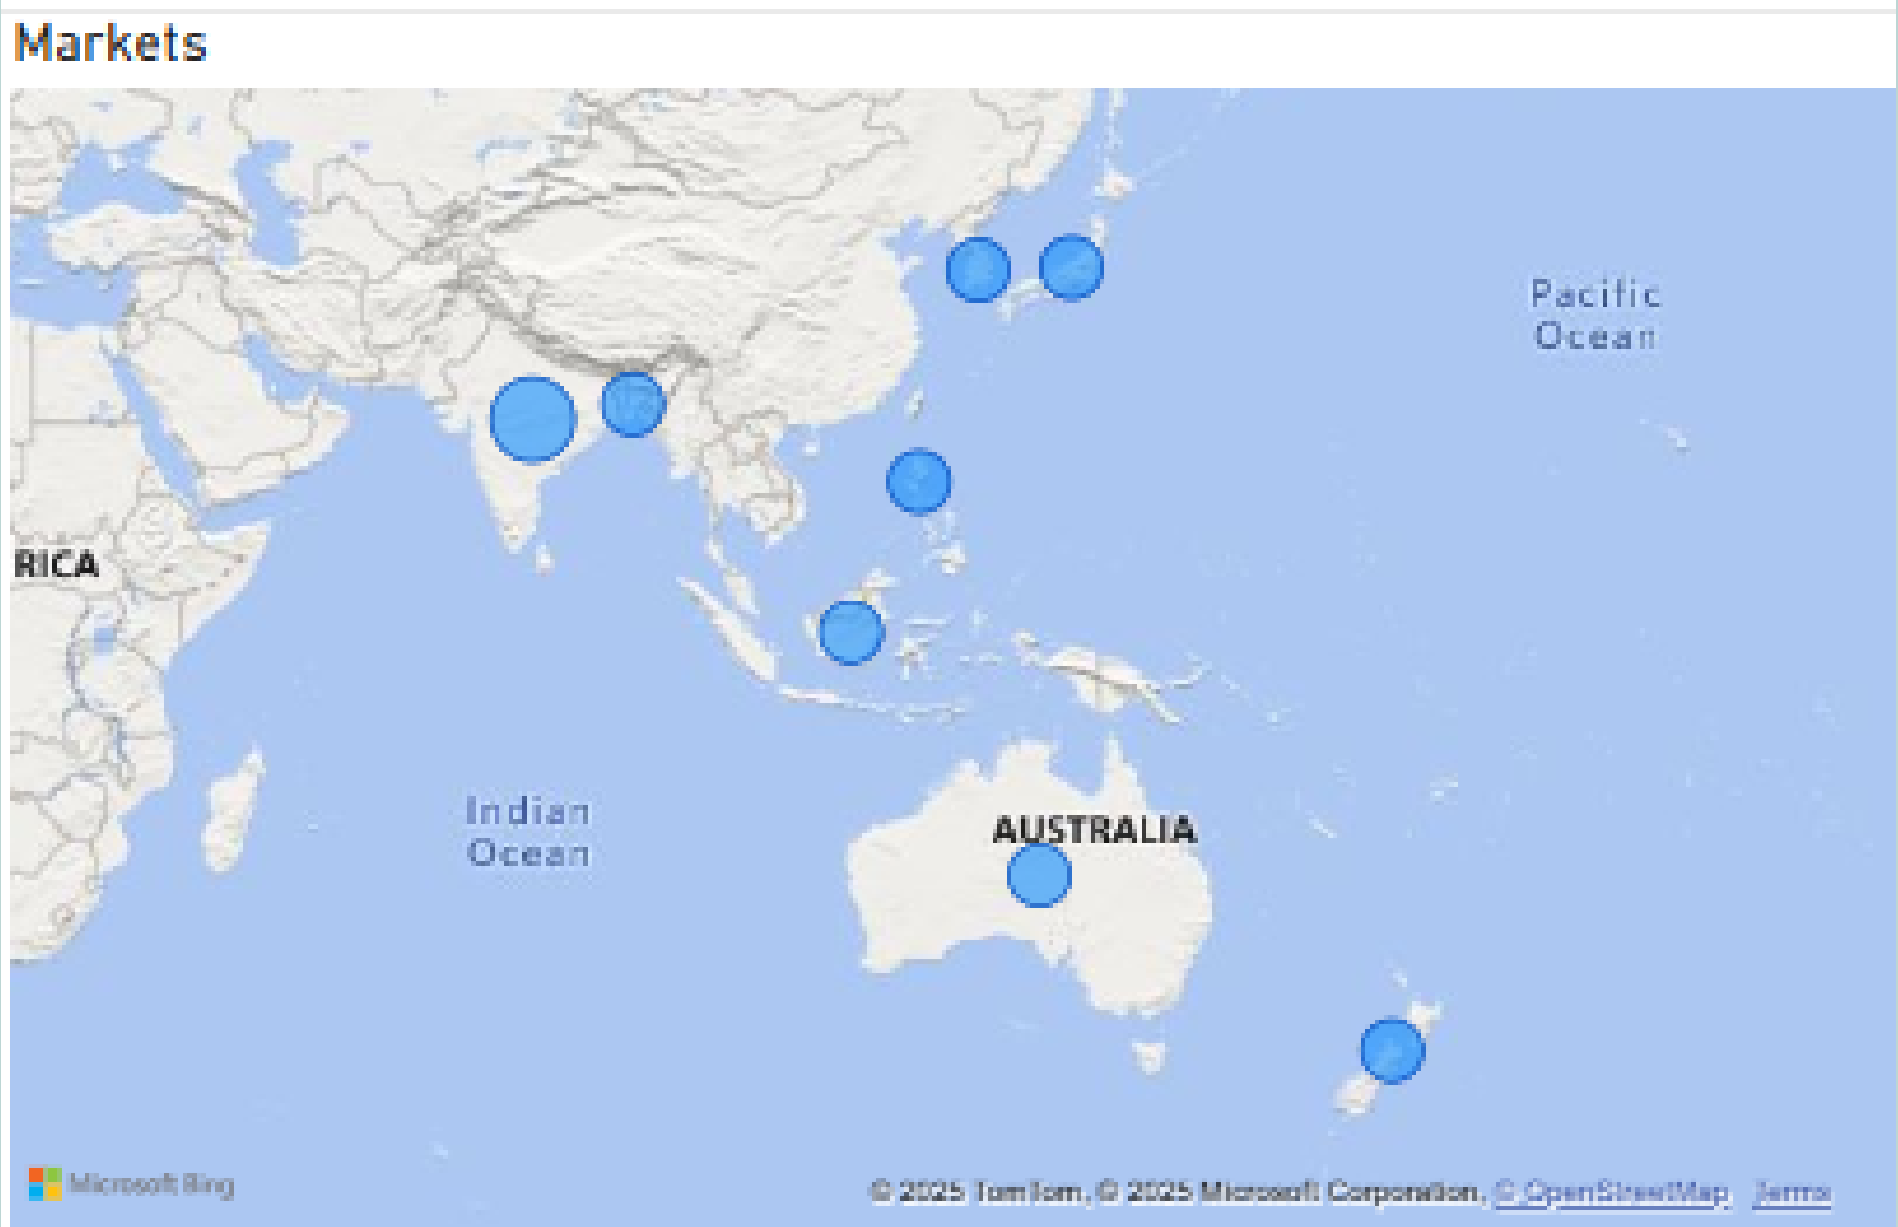 Markets
Pacific
Ocean
RICA
Indian
Ocean
AUSTRALIA
Microsoft Bing
© 2025 TomTom, © 2025 Microsoft Corporation, © OpenStreetMap Terms